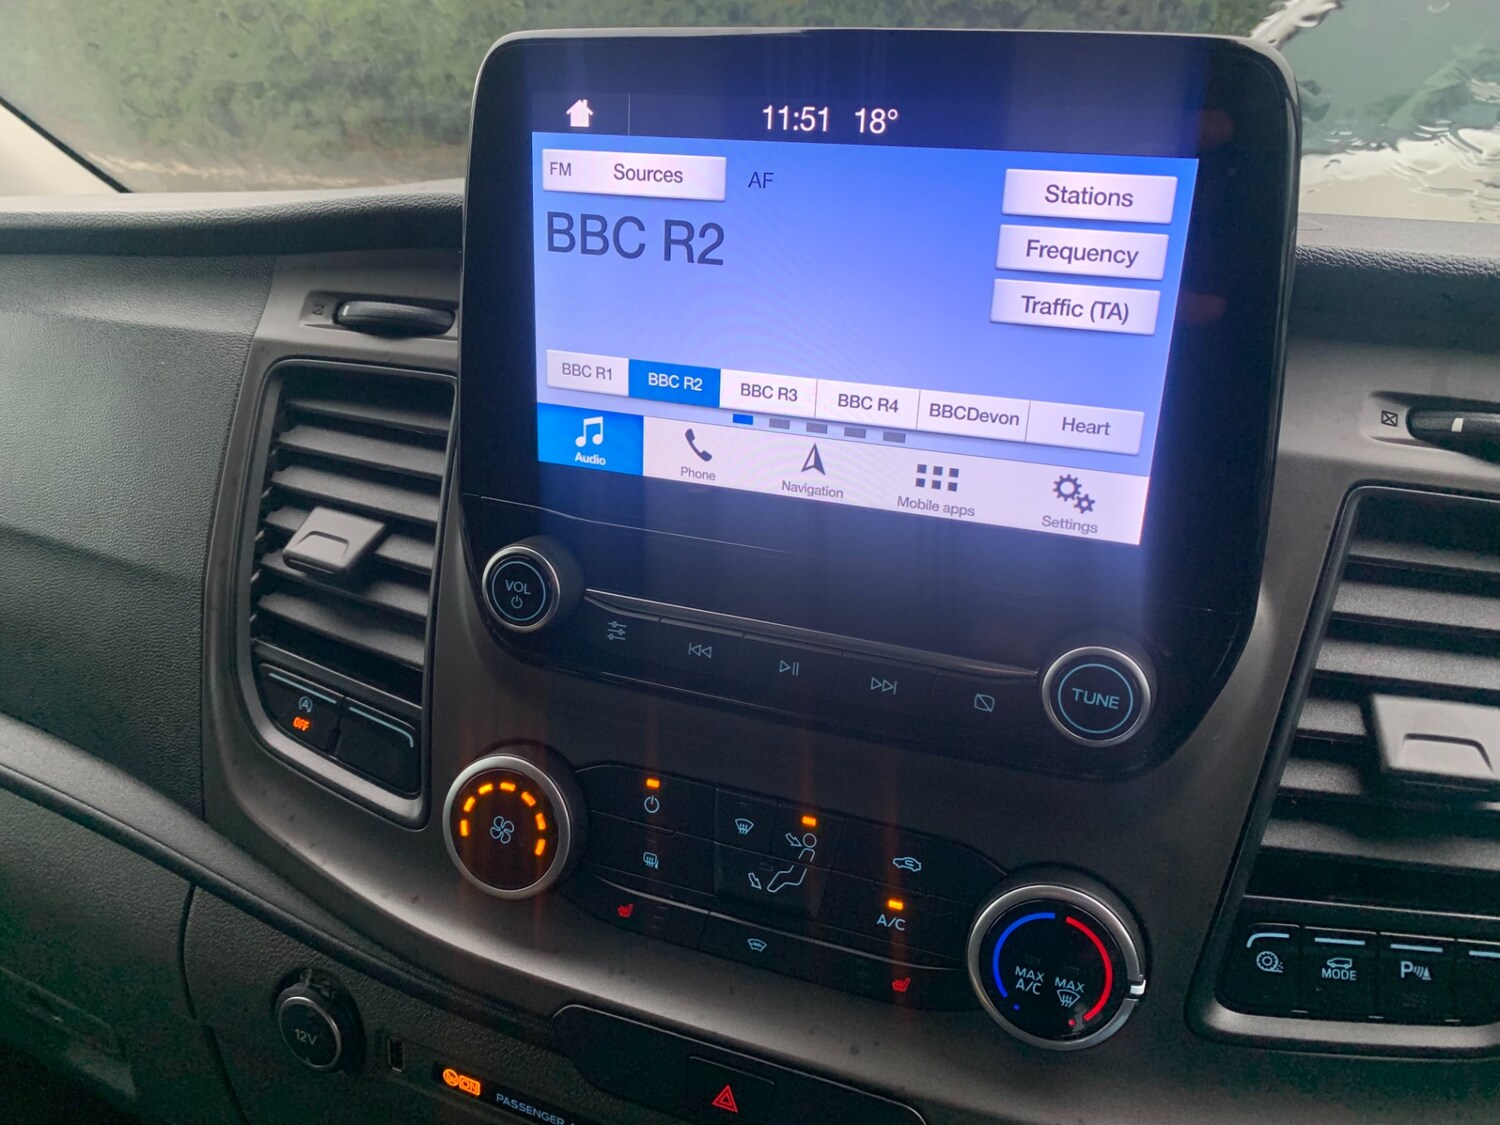 11:51 18°
FM Sources AF
Stations
BBC R2
Frequency
Traffic (TA)
BBC R1 BBC R2 BBC R3 BBC R4 BBCDevon Heart
Audio Phone Navigation Mobile apps Settings
VOL
TUNE
A
OFF
A/C
MAX A/C
MAX
MODE
P
12V
ON
PASSENGER